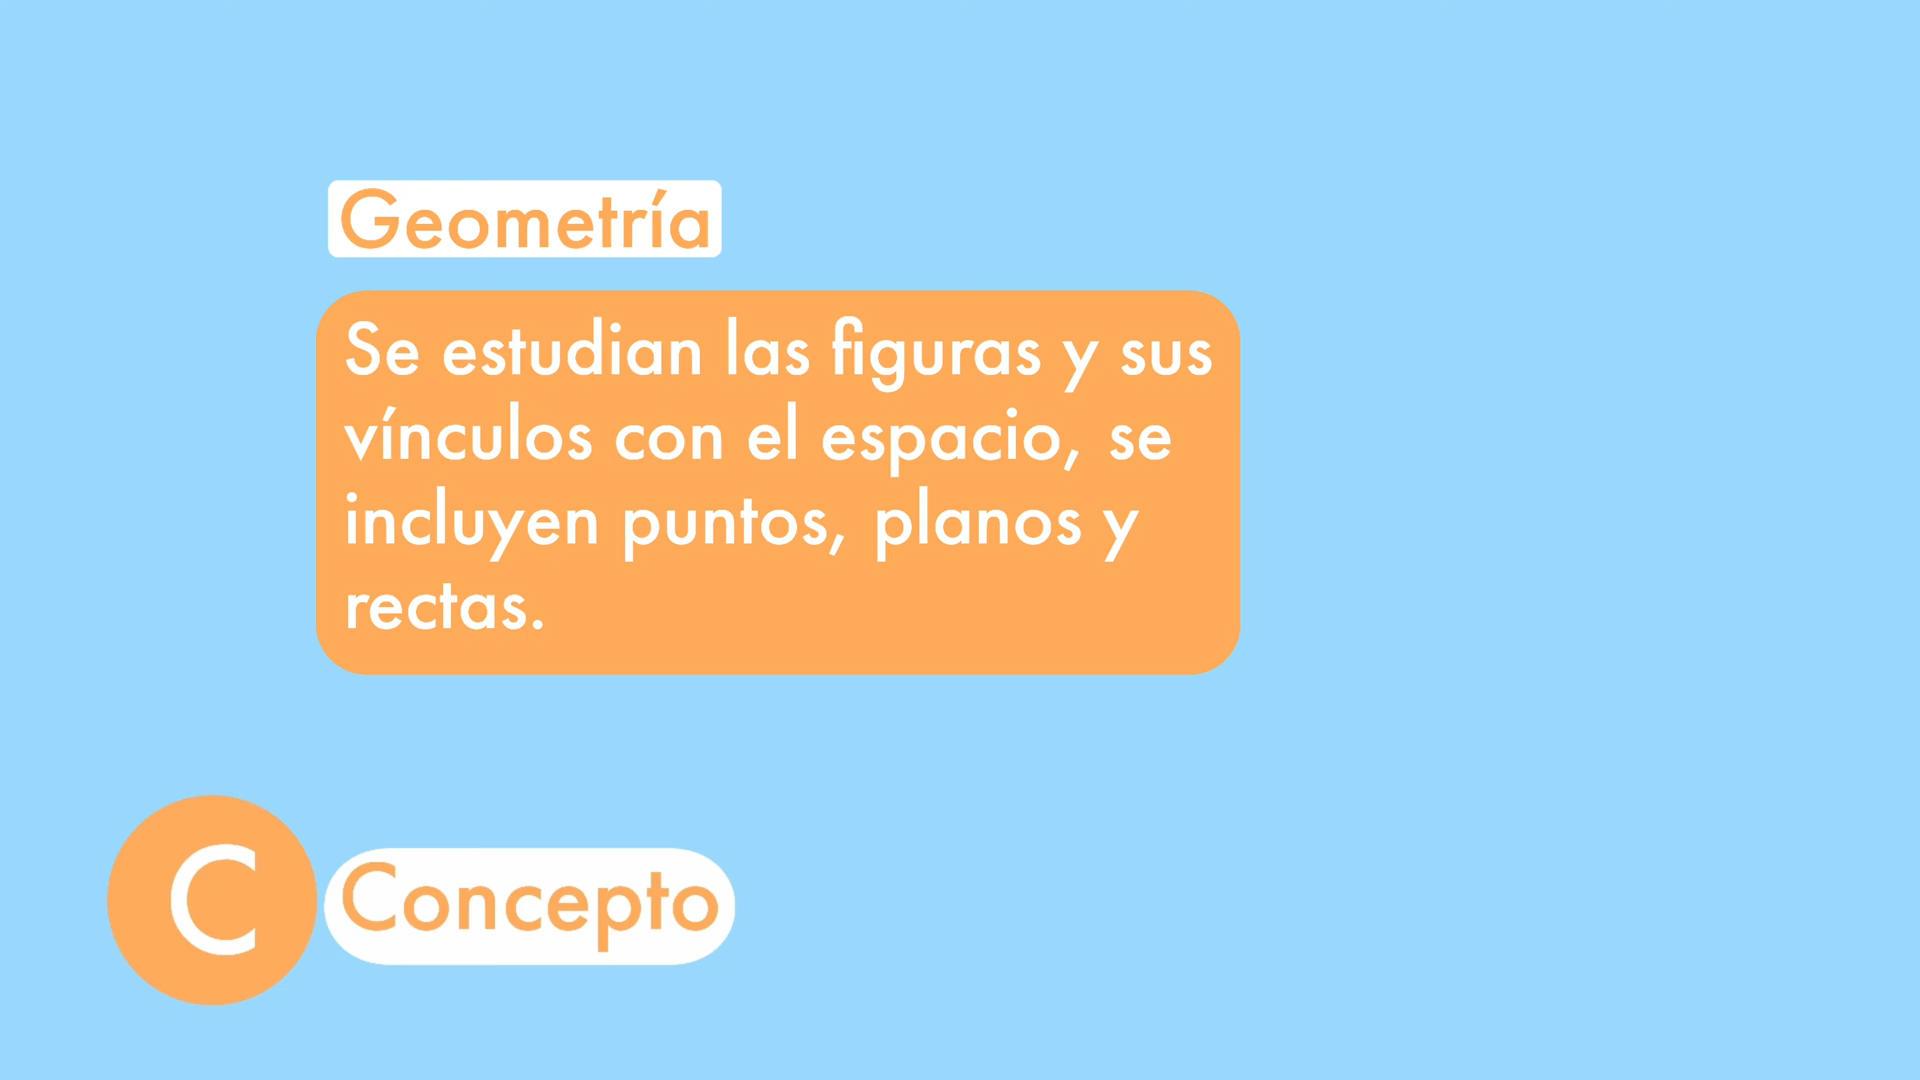 Geometría
Se estudian las figuras y sus
vínculos con el espacio, se
incluyen puntos, planos y
rectas.
C
Concepto